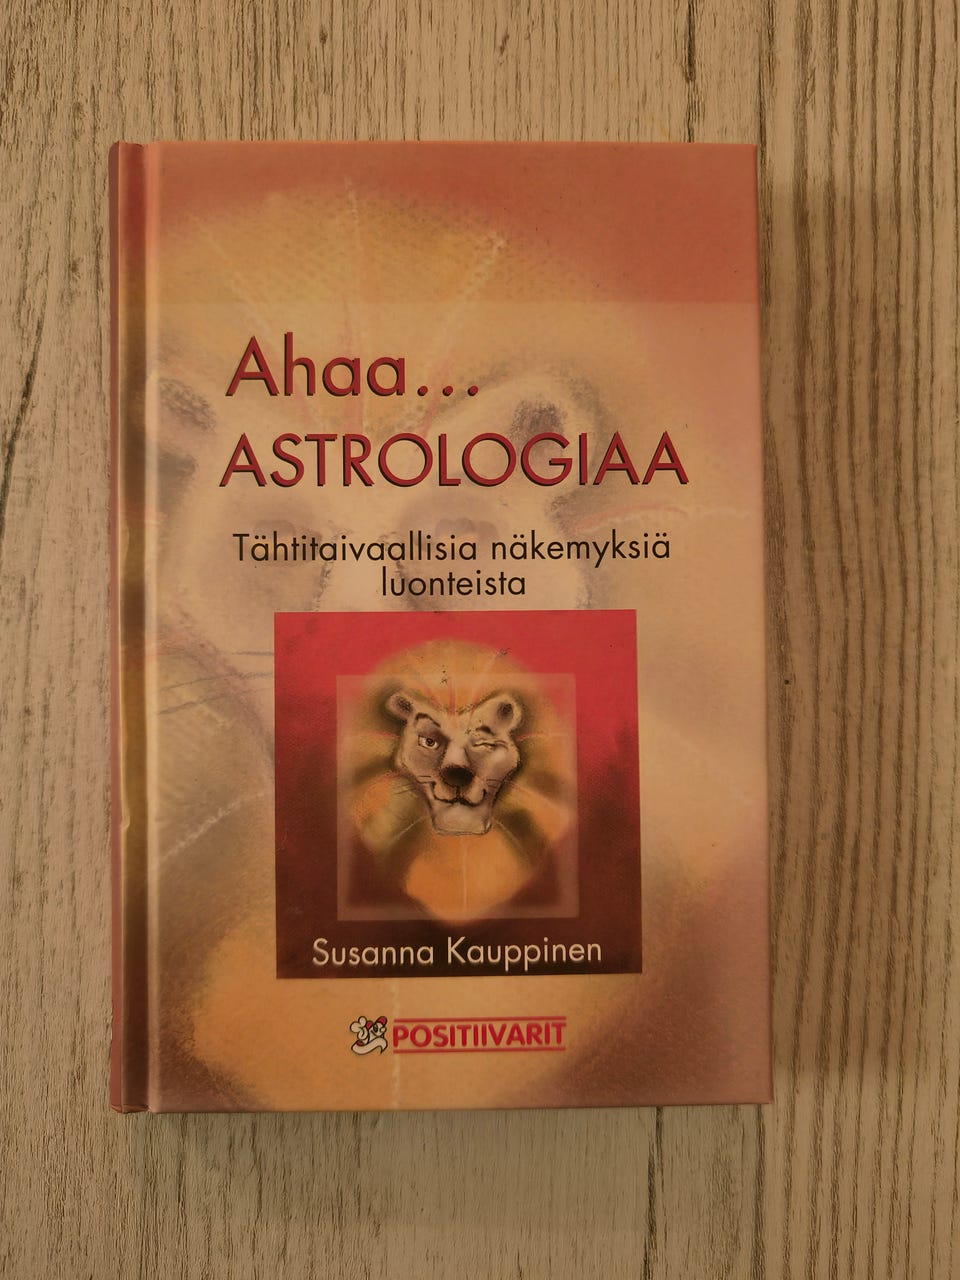 Ahaa...
ASTROLOGIAA
Tähtitaivaallisia näkemyksiä
luonteista
Susanna Kauppinen
POSITIIVARIT